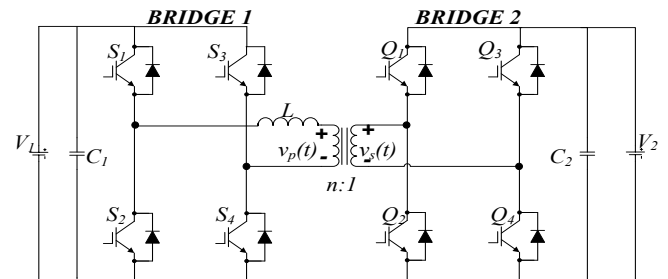 BRIDGE 1 BRIDGE 2
S1 S3 Q1 Q3
L
+ +
V1 C1 vp(t) vs(t) C2 V2
- -
n:1
S2 S4 Q2 Q4